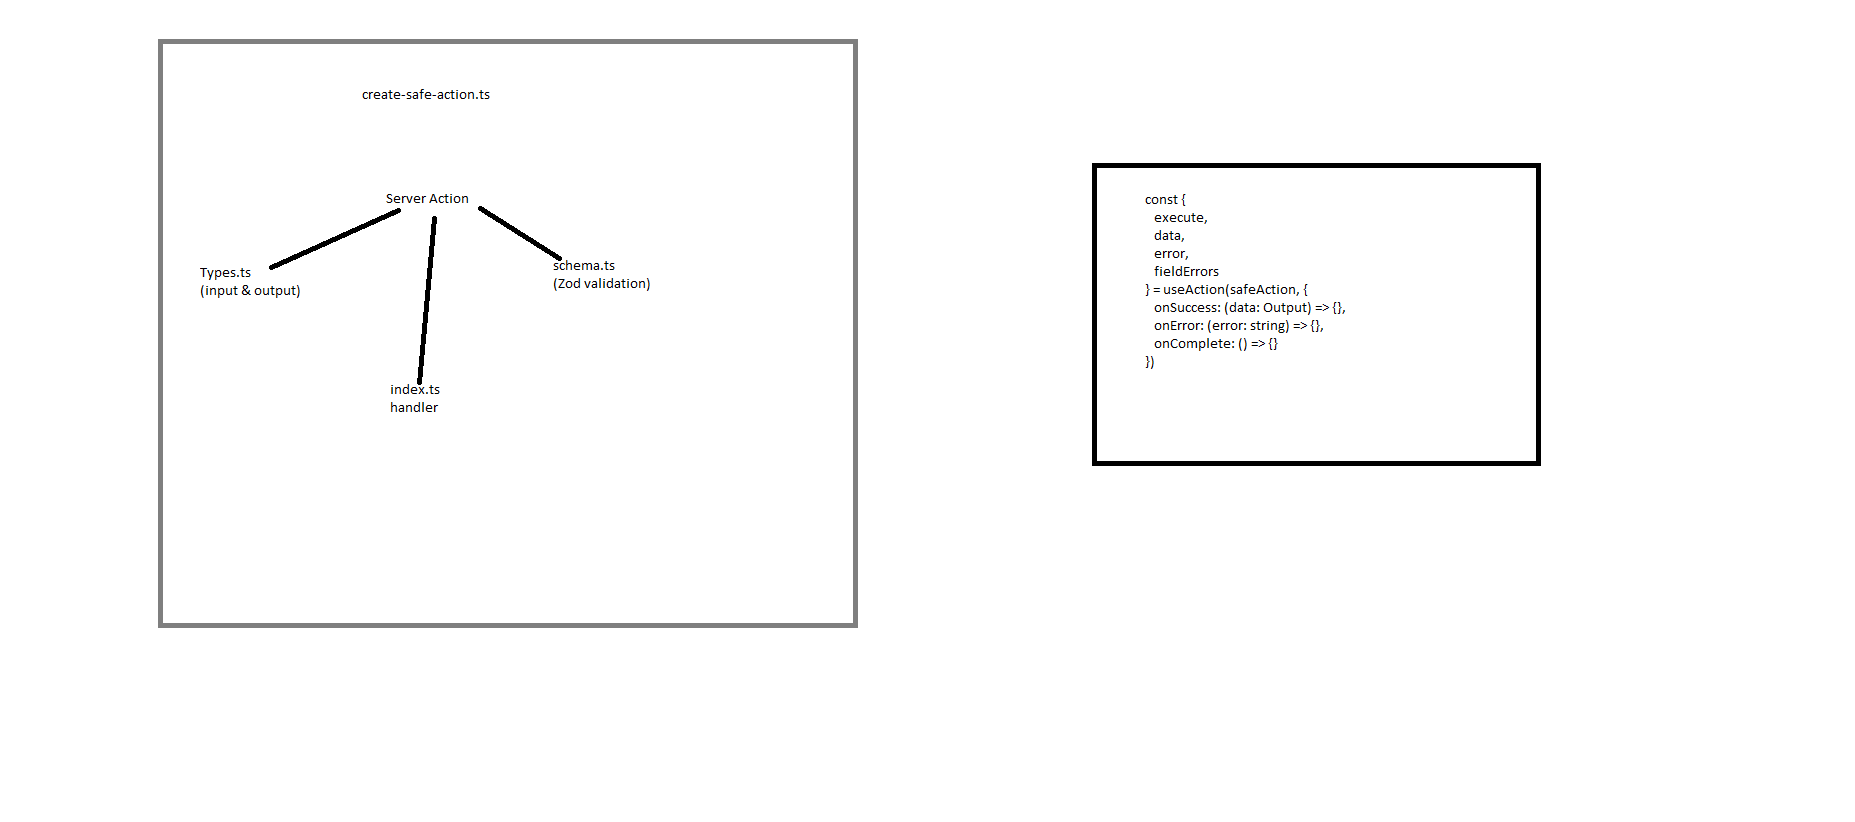 create-safe-action.ts
Server Action
Types.ts
(input & output)
schema.ts
(Zod validation)
index.ts
handler
const {
execute,
data,
error,
fieldErrors
} = useAction(safeAction, {
onSuccess: (data: Output) => {},
onError: (error: string) => {},
onComplete: () => {}
})